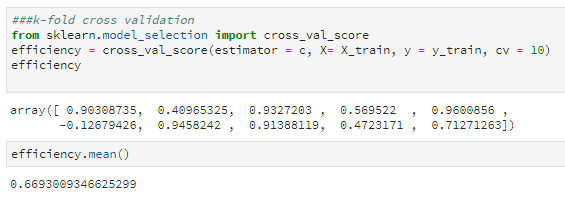 ###k-fold cross validation
from sklearn.model_selection import cross_val_score
efficiency = cross_val_score(estimator = c, X= X_train, y = y_train, cv = 10)
efficiency
array([ 0.90308735,  0.40965325,  0.9327203 ,  0.569522  ,  0.9600856 ,
       -0.12679426,  0.9458242 ,  0.91388119,  0.4723171 ,  0.71271263])
efficiency.mean()
0.6693009346625299